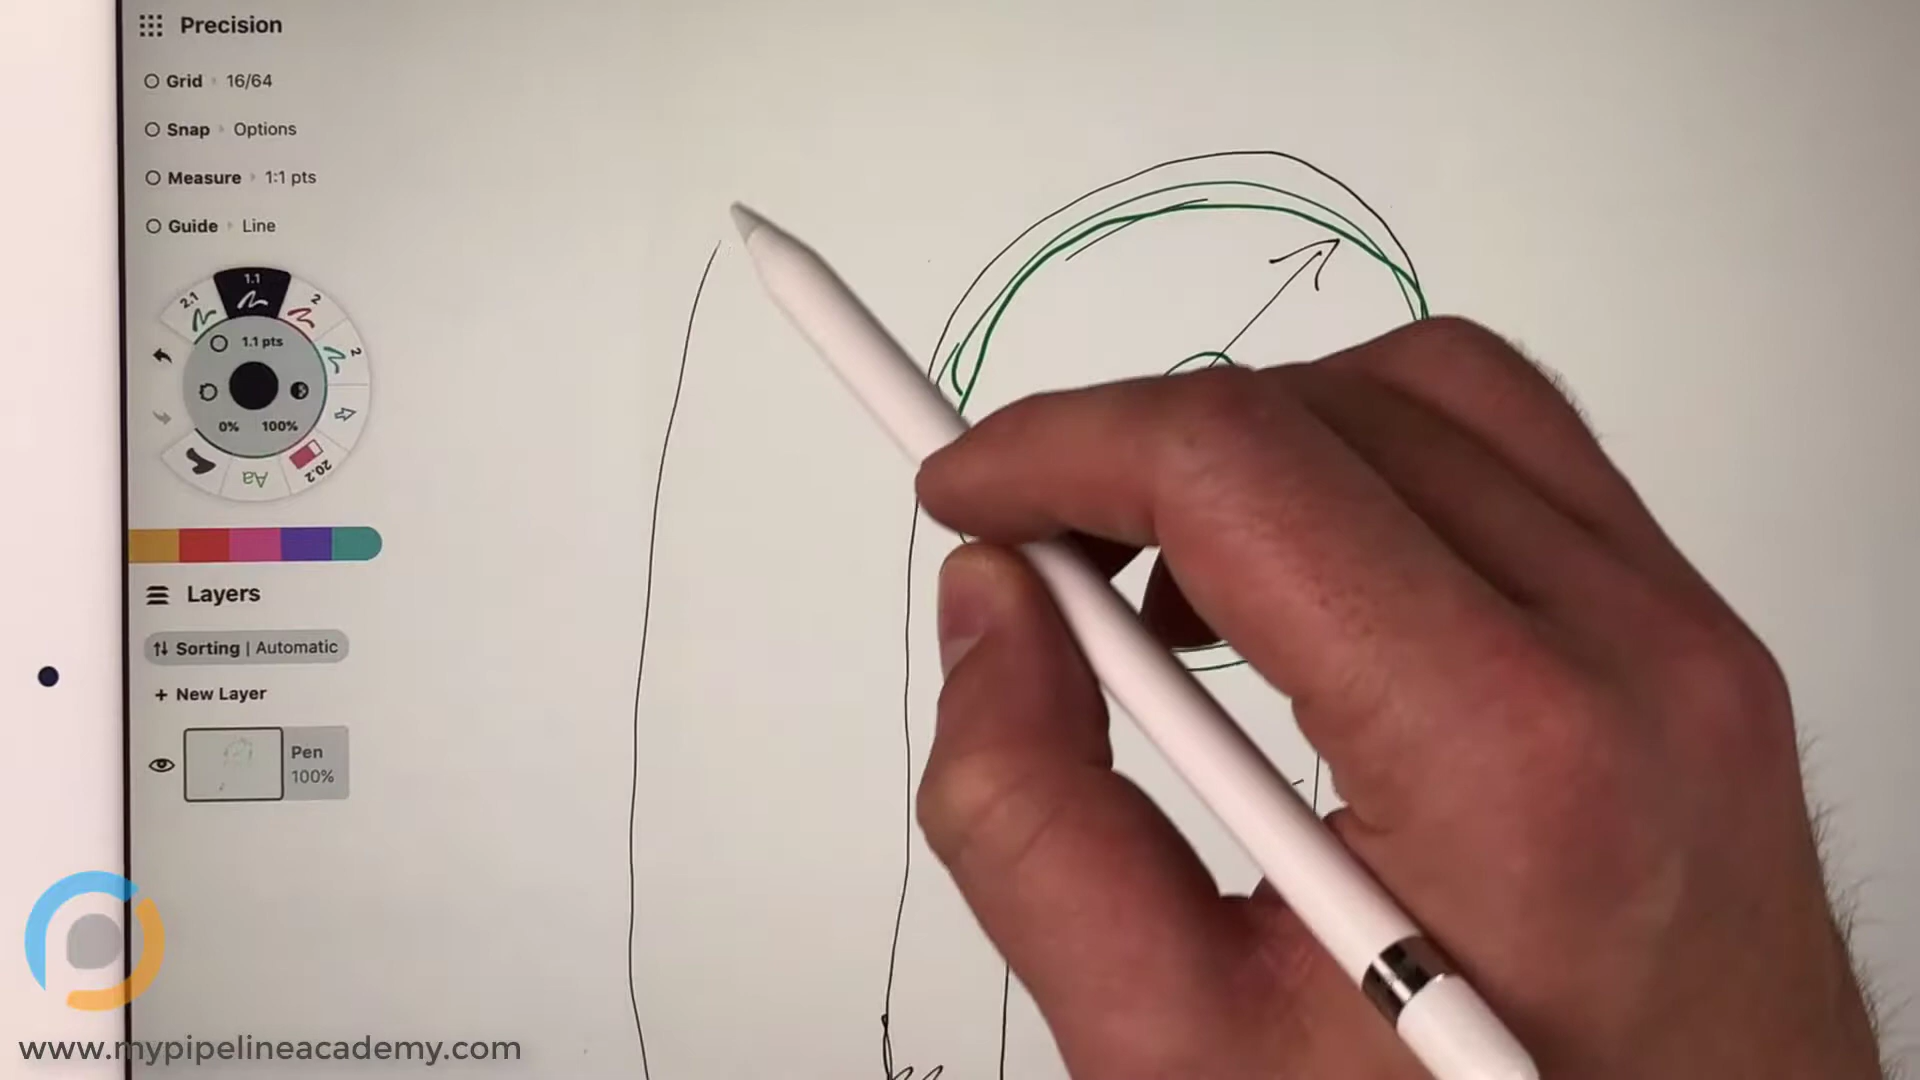 Precision
Grid 16/64
Snap Options
Measure 1:1 pts
Guide Line
1.1
2.1
2
2
1.1 pts
0% 100%
Aa
20.2
Layers
Sorting | Automatic
+ New Layer
Pen
100%
www.mypipelineacademy.com